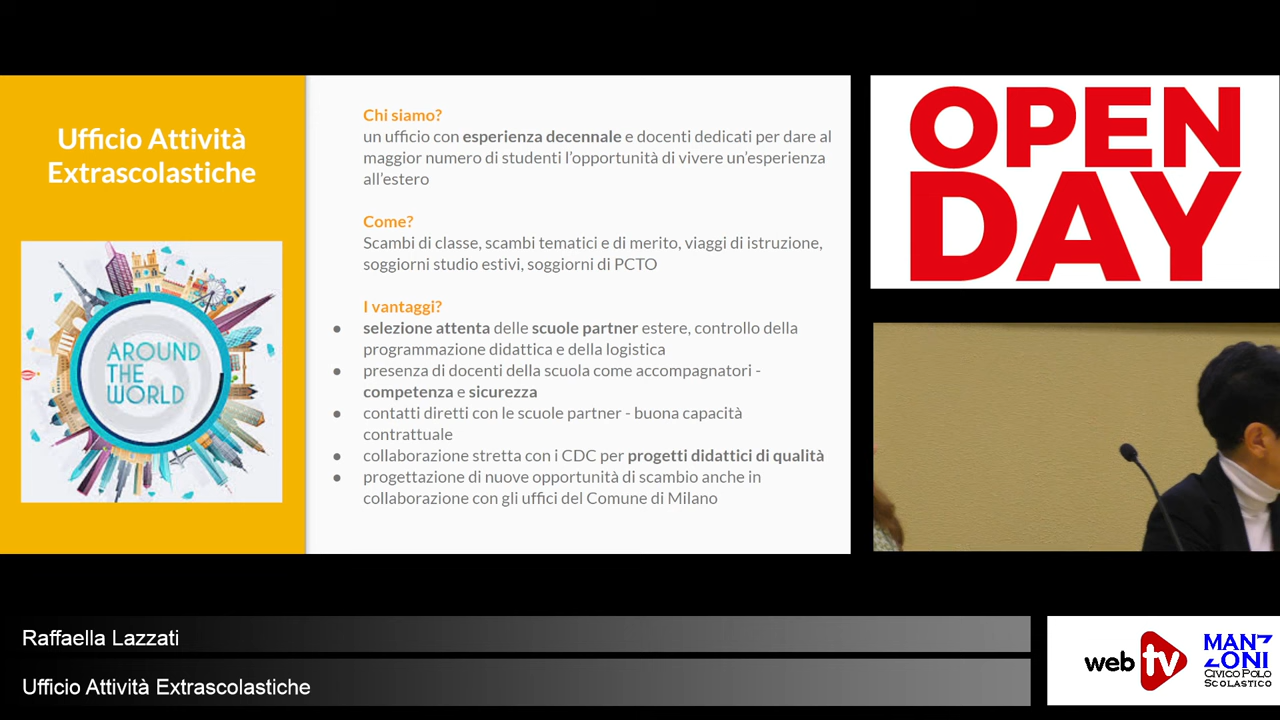 Ufficio Attività
Extrascolastiche
AROUND
THE
WORLD
Chi siamo?
un ufficio con esperienza decennale e docenti dedicati per dare al
maggior numero di studenti l'opportunità di vivere un'esperienza
all'estero
Come?
Scambi di classe, scambi tematici e di merito, viaggi di istruzione,
soggiorni studio estivi, soggiorni di PCTO
I vantaggi?
● selezione attenta delle scuole partner estere, controllo della
programmazione didattica e della logistica
● presenza di docenti della scuola come accompagnatori -
competenza e sicurezza
● contatti diretti con le scuole partner - buona capacità
contrattuale
● collaborazione stretta con i CDC per progetti didattici di qualità
● progettazione di nuove opportunità di scambio anche in
collaborazione con gli uffici del Comune di Milano
OPEN
DAY
Raffaella Lazzati
Ufficio Attività Extrascolastiche
web tv
MANZ
ZONI
CIVICO POLO
SCOLASTICO